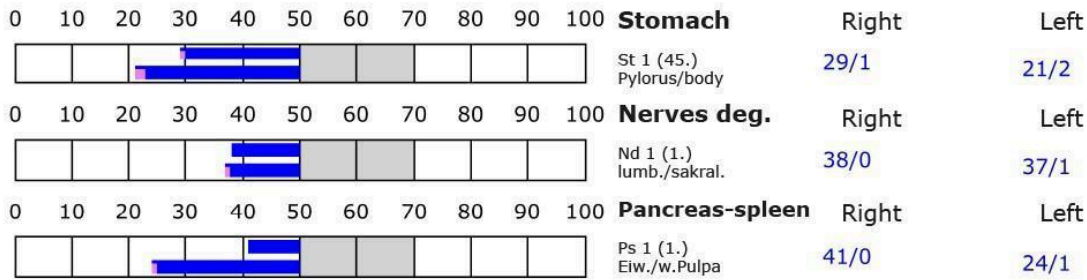 0 10 20 30 40 50 60 70 80 90 100 Stomach Right Left
St 1 (45.) 29/1 21/2
Pylorus/body
0 10 20 30 40 50 60 70 80 90 100 Nerves deg. Right Left
Nd 1 (1.) 38/0 37/1
lumb./sakral.
0 10 20 30 40 50 60 70 80 90 100 Pancreas-spleen Right Left
Ps 1 (1.) 41/0 24/1
Eiw./w.Pulpa